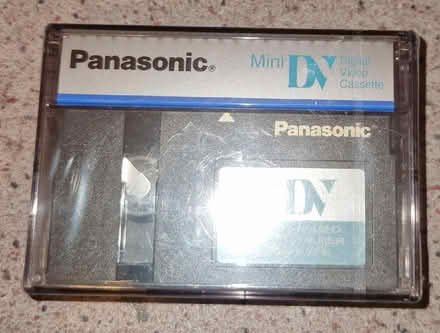 Panasonic®
Mini DV Digital
Video
Cassette
Panasonic
DV